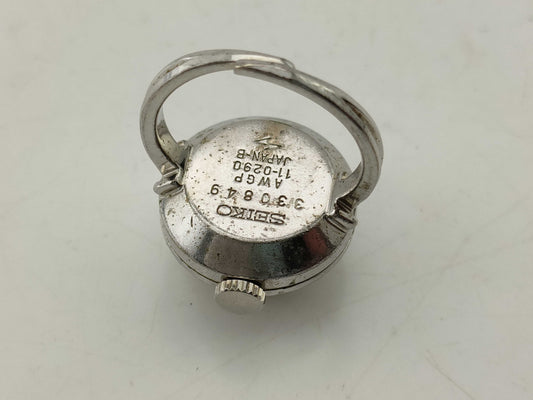 SEIKO
330849
AWGP
11-0290
JAPAN-B